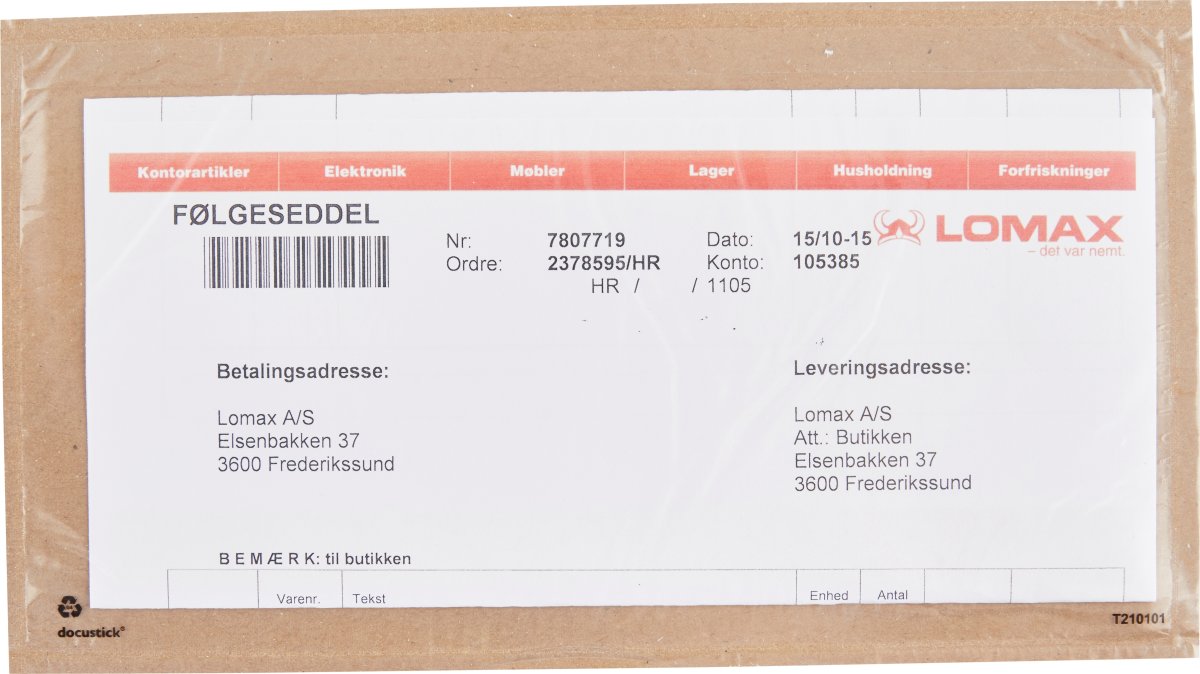 Kontorartikler Elektronik Møbler Lager Husholdning Forfriskninger
FØLGESEDDEL
LOMAX
– det var nemt.
Nr: 7807719 Dato: 15/10-15
Ordre: 2378595/HR Konto: 105385
HR / / 1105
Betalingsadresse:
Lomax A/S
Elsenbakken 37
3600 Frederikssund
Leveringsadresse:
Lomax A/S
Att.: Butikken
Elsenbakken 37
3600 Frederikssund
B E M Æ R K: til butikken
Varenr. Tekst Enhed Antal
docustick®
T210101